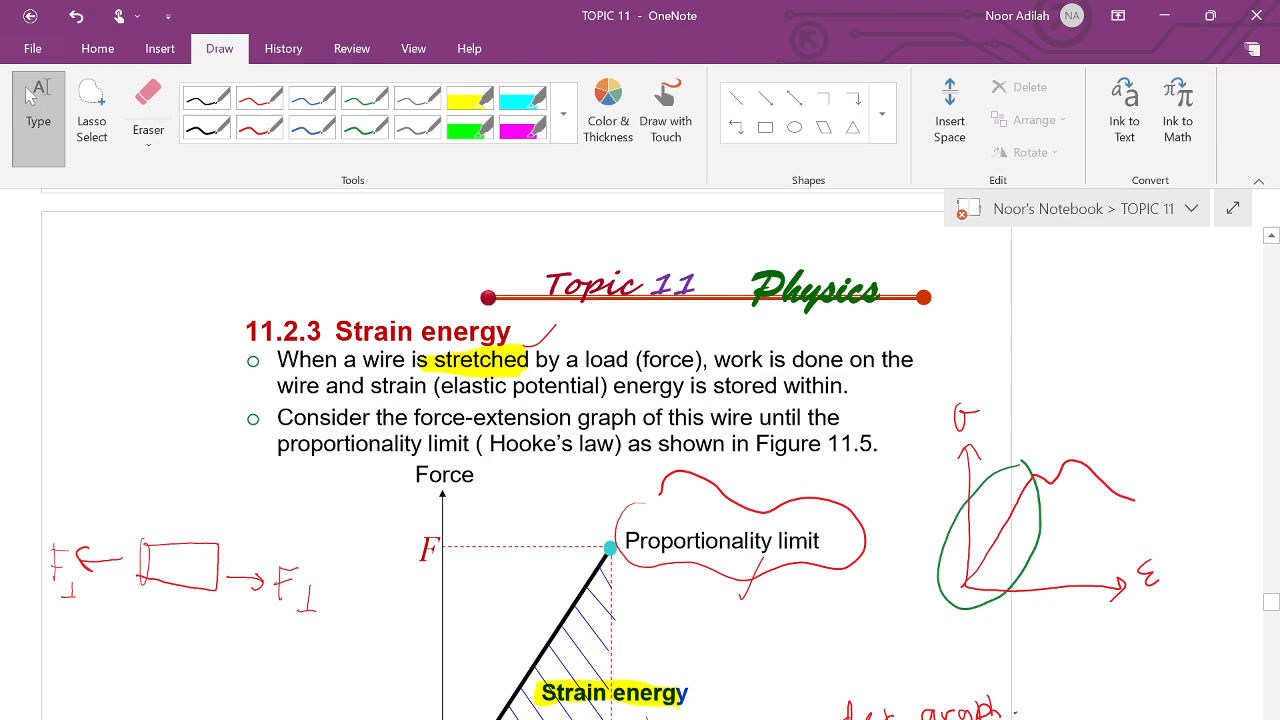 TOPIC 11 - OneNote
Noor Adilah NA
File Home Insert Draw History Review View Help
Type
Lasso Select
Eraser
Color & Thickness
Draw with Touch
Insert Space
Delete
Arrange
Rotate
Ink to Text
Ink to Math
Tools Shapes Edit Convert
Noor's Notebook > TOPIC 11
Topic 11 Physics
11.2.3 Strain energy
When a wire is stretched by a load (force), work is done on the
wire and strain (elastic potential) energy is stored within.
Consider the force-extension graph of this wire until the
proportionality limit ( Hooke's law) as shown in Figure 11.5.
Force
F
Proportionality limit
Strain energy
F⊥
F⊥
σ
ε
graph.